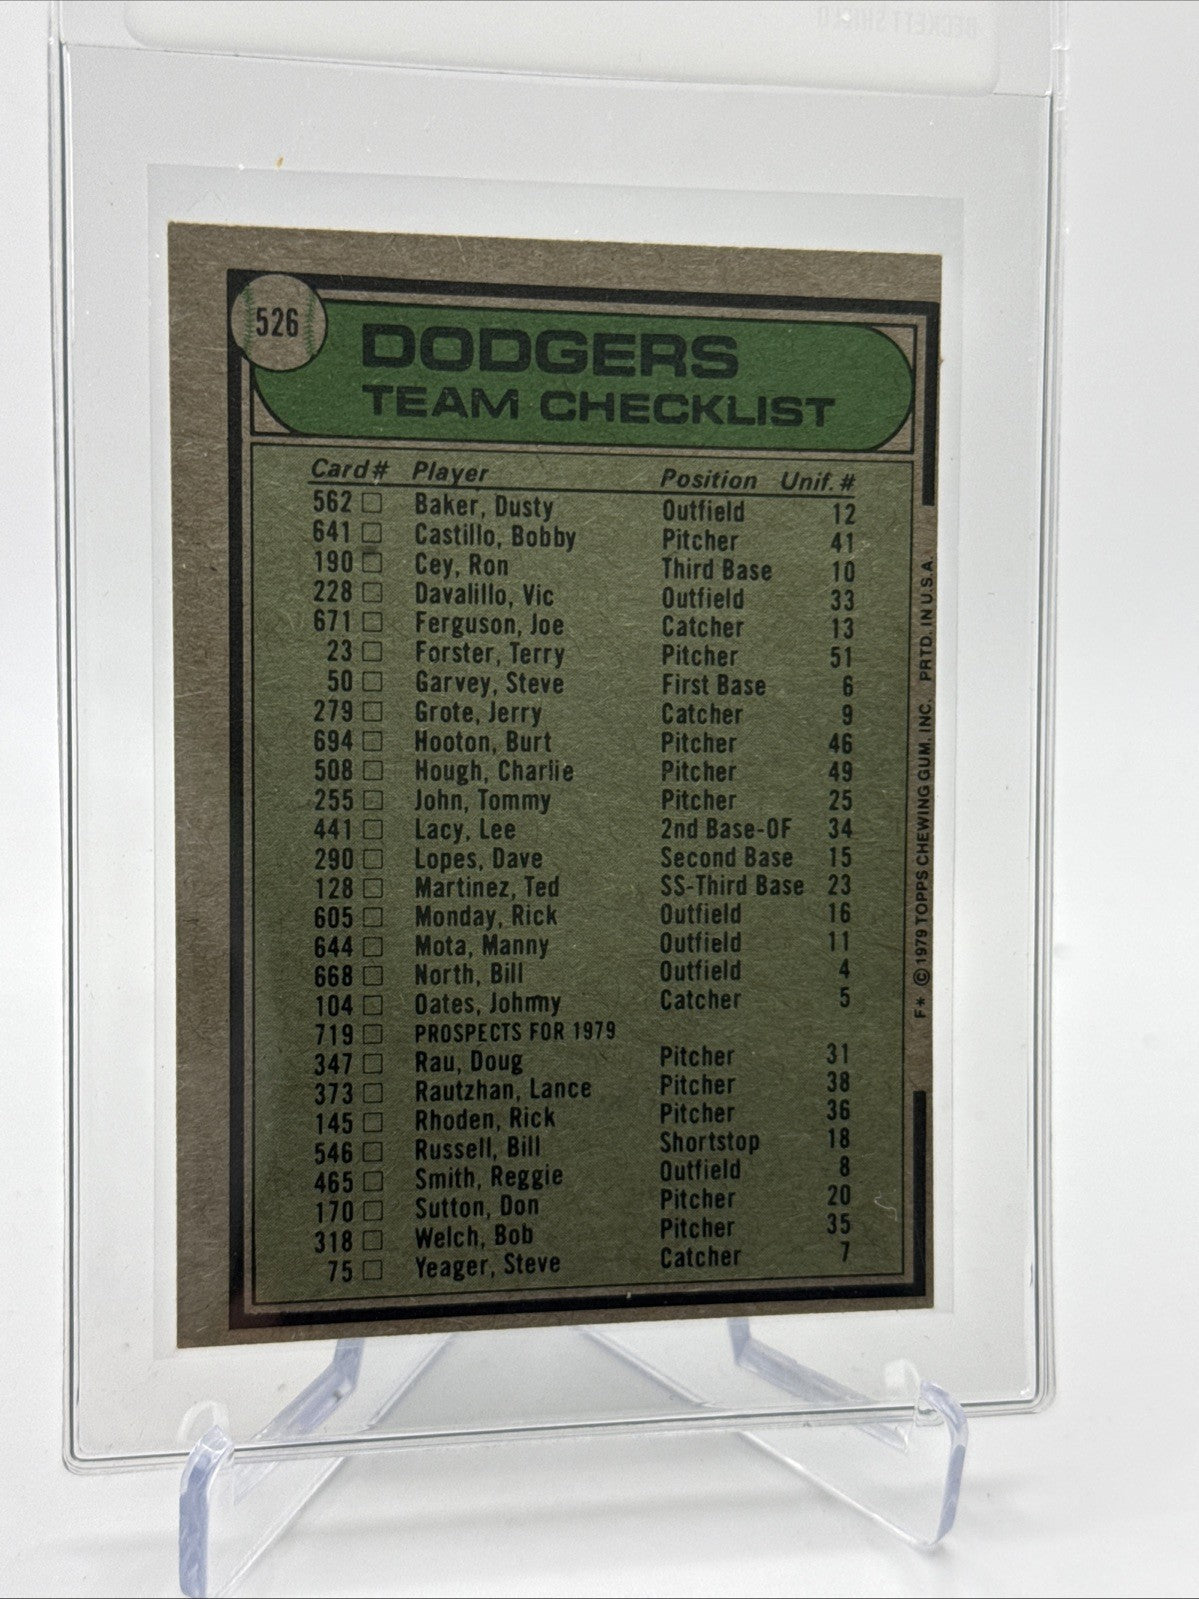 BECKETT SHIELD
526
DODGERS
TEAM CHECKLIST
Card # Player Position Unif. #
562 Baker, Dusty Outfield 12
641 Castillo, Bobby Pitcher 41
190 Cey, Ron Third Base 10
228 Davalillo, Vic Outfield 33
671 Ferguson, Joe Catcher 13
23 Forster, Terry Pitcher 51
50 Garvey, Steve First Base 6
279 Grote, Jerry Catcher 9
694 Hooton, Burt Pitcher 46
508 Hough, Charlie Pitcher 49
255 John, Tommy Pitcher 25
441 Lacy, Lee 2nd Base-OF 34
290 Lopes, Dave Second Base 15
128 Martinez, Ted SS-Third Base 23
605 Monday, Rick Outfield 16
644 Mota, Manny Outfield 11
668 North, Bill Outfield 4
104 Oates, Johnny Catcher 5
719 PROSPECTS FOR 1979
347 Rau, Doug Pitcher 31
373 Rautzhan, Lance Pitcher 38
145 Rhoden, Rick Pitcher 36
546 Russell, Bill Shortstop 18
465 Smith, Reggie Outfield 8
170 Sutton, Don Pitcher 20
318 Welch, Bob Pitcher 35
75 Yeager, Steve Catcher 7
F* © 1979 TOPPS CHEWING GUM, INC. PRTD. IN U.S.A.